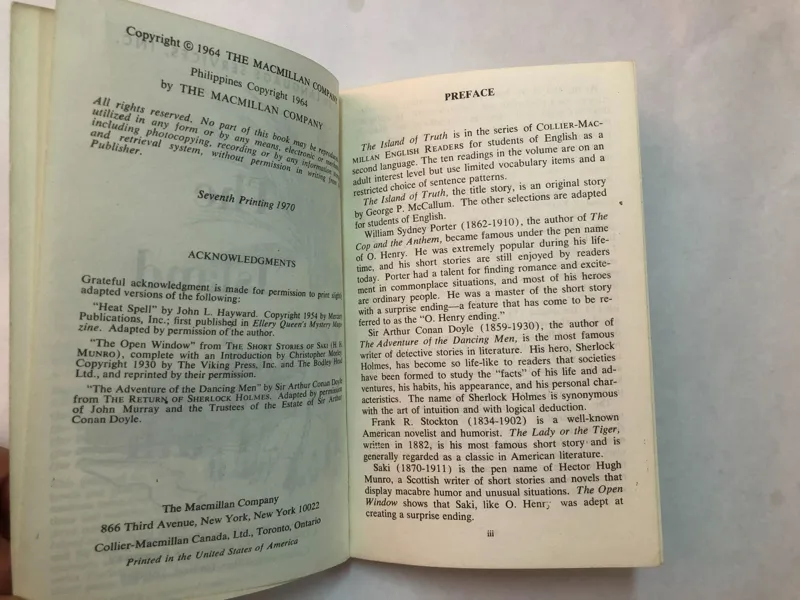 Copyright © 1964 THE MACMILLAN COMPANY
Philippines Copyright 1964
by THE MACMILLAN COMPANY
All rights reserved. No part of this book may be reproduced
utilized in any form or by any means, electronic or
including photocopying, recording or by any information
and retrieval system, without permission in writing from
Publisher.
Seventh Printing 1970
ACKNOWLEDGMENTS
Grateful acknowledgment is made for permission to print
adapted versions of the following:
"Heat Spell" by John L. Hayward. Copyright 1954 by
Publications, Inc.; first published in Ellery Queen's Mystery
zine. Adapted by permission of the author.
"The Open Window" from THE SHORT STORIES OF SAKI (H. H.
MUNRO), complete with an Introduction by Christopher
Copyright 1930 by The Viking Press, Inc. and The Bodley
Ltd., and reprinted by their permission.
"The Adventure of the Dancing Men" by Sir Arthur Conan Doyle
from THE RETURN OF SHERLOCK HOLMES. Adapted by permission
of John Murray and the Trustees of the Estate of Sir Arthur
Conan Doyle.
The Macmillan Company
866 Third Avenue, New York, New York 10022
Collier-Macmillan Canada, Ltd., Toronto, Ontario
Printed in the United States of America
PREFACE
The Island of Truth is in the series of COLLIER-MAC-
MILLAN ENGLISH READERS for students of English as a
second language. The ten readings in the volume are on an
adult interest level but use limited vocabulary items and a
restricted choice of sentence patterns.
The Island of Truth, the title story, is an original story
by George P. McCallum. The other selections are adapted
for students of English.
William Sydney Porter (1862-1910), the author of The
Cop and the Anthem, became famous under the pen name
of O. Henry. He was extremely popular during his life-
time, and his short stories are still enjoyed by readers
today. Porter had a talent for finding romance and excite-
ment in commonplace situations, and most of his heroes
are ordinary people. He was a master of the short story
with a surprise ending—a feature that has come to be re-
ferred to as the "O. Henry ending."
Sir Arthur Conan Doyle (1859-1930), the author of
The Adventure of the Dancing Men, is the most famous
writer of detective stories in literature. His hero, Sherlock
Holmes, has become so life-like to readers that societies
have been formed to study the "facts" of his life and ad-
ventures, his habits, his appearance, and his personal char-
acteristics. The name of Sherlock Holmes is synonymous
with the art of intuition and with logical deduction.
Frank R. Stockton (1834-1902) is a well-known
American novelist and humorist. The Lady or the Tiger,
written in 1882, is his most famous short story and is
generally regarded as a classic in American literature.
Saki (1870-1911) is the pen name of Hector Hugh
Munro, a Scottish writer of short stories and novels that
display macabre humor and unusual situations. The Open
Window shows that Saki, like O. Henry was adept at
creating a surprise ending.
iii